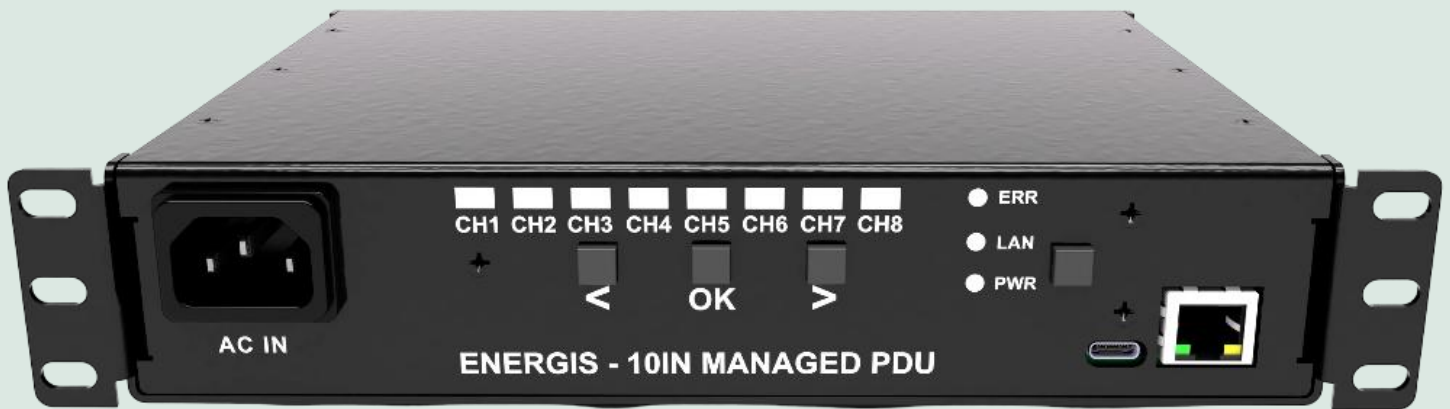 CH1 CH2 CH3 CH4 CH5 CH6 CH7 CH8
< OK >
ERR
LAN
PWR
AC IN
ENERGIS - 10IN MANAGED PDU